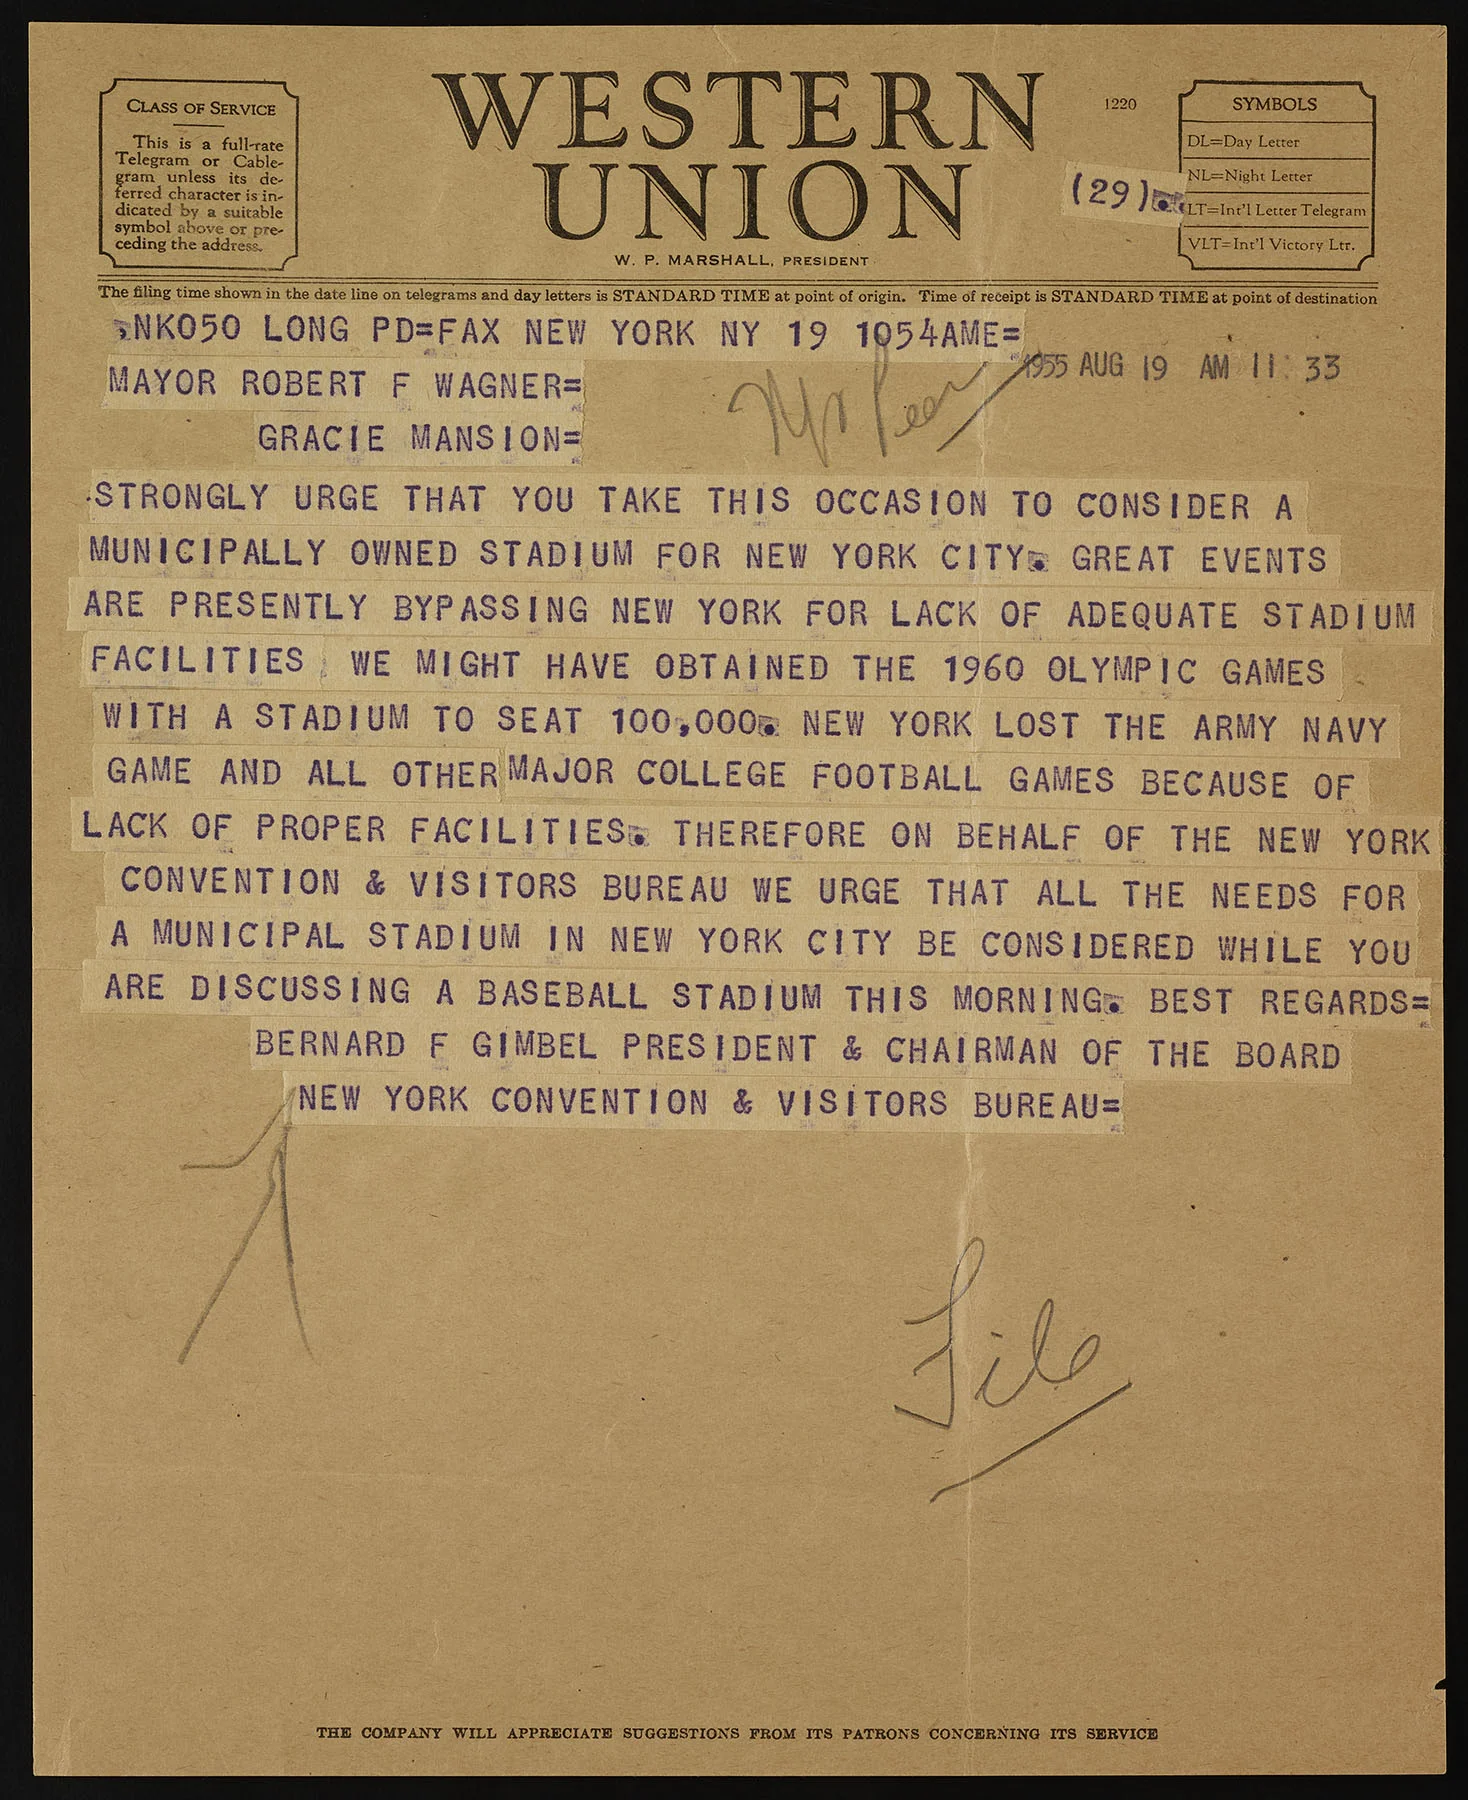 CLASS OF SERVICE
This is a full-rate
Telegram or Cable-
gram unless its de-
ferred character is in-
dicated by a suitable
symbol above or pre-
ceding the address.
WESTERN
UNION
W. P. MARSHALL, PRESIDENT
1220
(29).
SYMBOLS
DL=Day Letter
NL=Night Letter
LT=Int'l Letter Telegram
VLT=Int'l Victory Ltr.
The filing time shown in the date line on telegrams and day letters is STANDARD TIME at point of origin. Time of receipt is STANDARD TIME at point of destination
NK050 LONG PD=FAX NEW YORK NY 19 1054AME=
1955 AUG 19 AM 11 33
MAYOR ROBERT F WAGNER=
Mr
GRACIE MANSION=
STRONGLY URGE THAT YOU TAKE THIS OCCASION TO CONSIDER A
MUNICIPALLY OWNED STADIUM FOR NEW YORK CITY. GREAT EVENTS
ARE PRESENTLY BYPASSING NEW YORK FOR LACK OF ADEQUATE STADIUM
FACILITIES WE MIGHT HAVE OBTAINED THE 1960 OLYMPIC GAMES
WITH A STADIUM TO SEAT 100,000. NEW YORK LOST THE ARMY NAVY
GAME AND ALL OTHER MAJOR COLLEGE FOOTBALL GAMES BECAUSE OF
LACK OF PROPER FACILITIES. THEREFORE ON BEHALF OF THE NEW YORK
CONVENTION & VISITORS BUREAU WE URGE THAT ALL THE NEEDS FOR
A MUNICIPAL STADIUM IN NEW YORK CITY BE CONSIDERED WHILE YOU
ARE DISCUSSING A BASEBALL STADIUM THIS MORNING. BEST REGARDS=
BERNARD F GIMBEL PRESIDENT & CHAIRMAN OF THE BOARD
NEW YORK CONVENTION & VISITORS BUREAU=
File
THE COMPANY WILL APPRECIATE SUGGESTIONS FROM ITS PATRONS CONCERNING ITS SERVICE